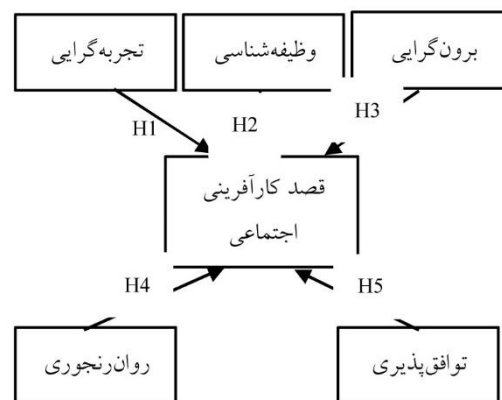 برون‌گرایی
وظیفه‌شناسی
تجربه‌گرایی
H1
H2
H3
قصد کارآفرینی
اجتماعی
H4
H5
روان‌رنجوری
توافق‌پذیری